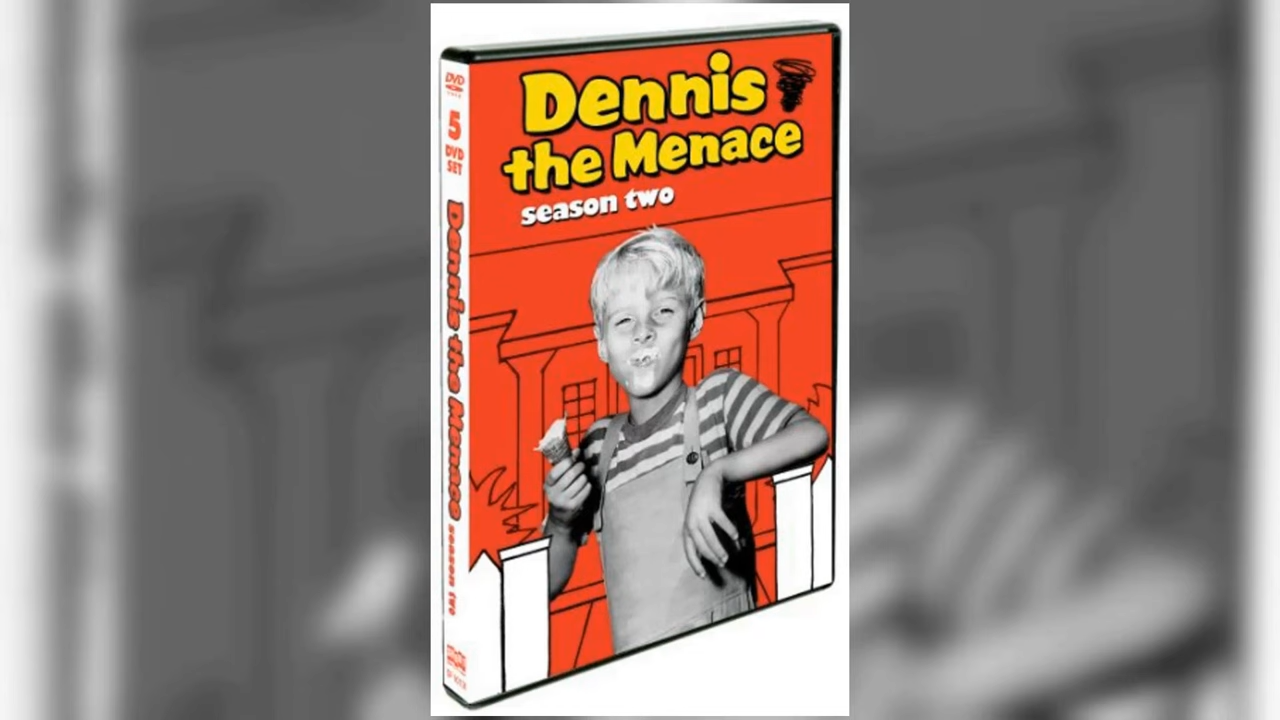 Dennis
the Menace
season two
DVD
5
DVD
SET
Dennis the Menace season two